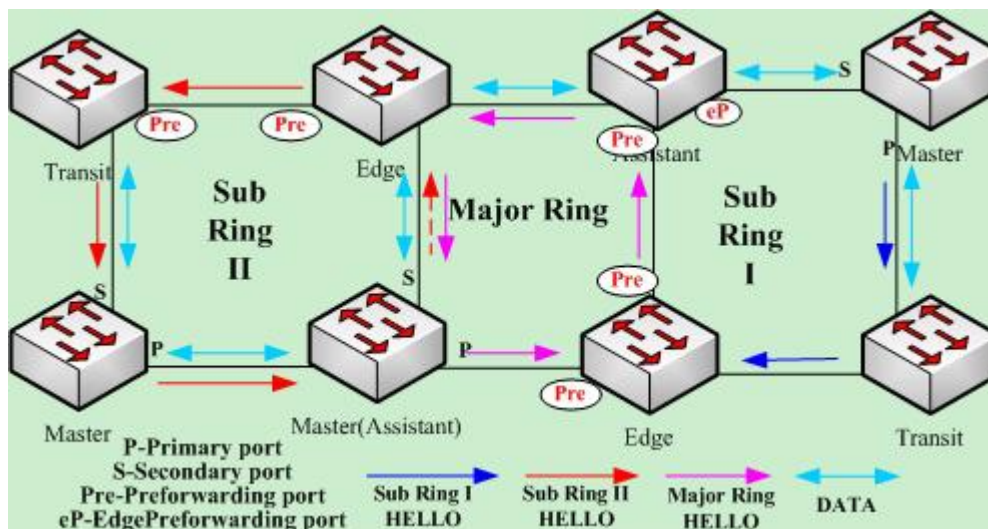 S
eP
Pre
Pre
Pre
Transit
Edge
Assistant
P
Master
Sub
Ring
II
Major Ring
Sub
Ring
I
S
S
Pre
P
P
Pre
Master
Master(Assistant)
Edge
Transit
P-Primary port
S-Secondary port
Pre-Preforwarding port
eP-EdgePreforwarding port
Sub Ring I
HELLO
Sub Ring II
HELLO
Major Ring
HELLO
DATA